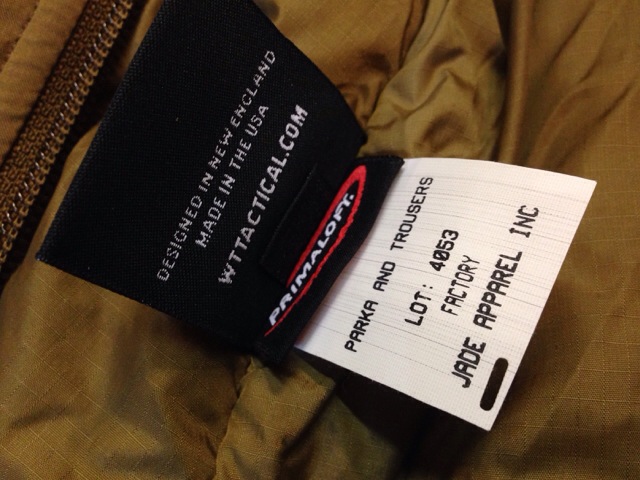 DESIGNED IN NEW ENGLAND
MADE IN THE USA
WTTACTICAL.COM
PRIMALOFT.
PARKA AND TROUSERS
LOT: 4053
FACTORY
JADE APPAREL INC